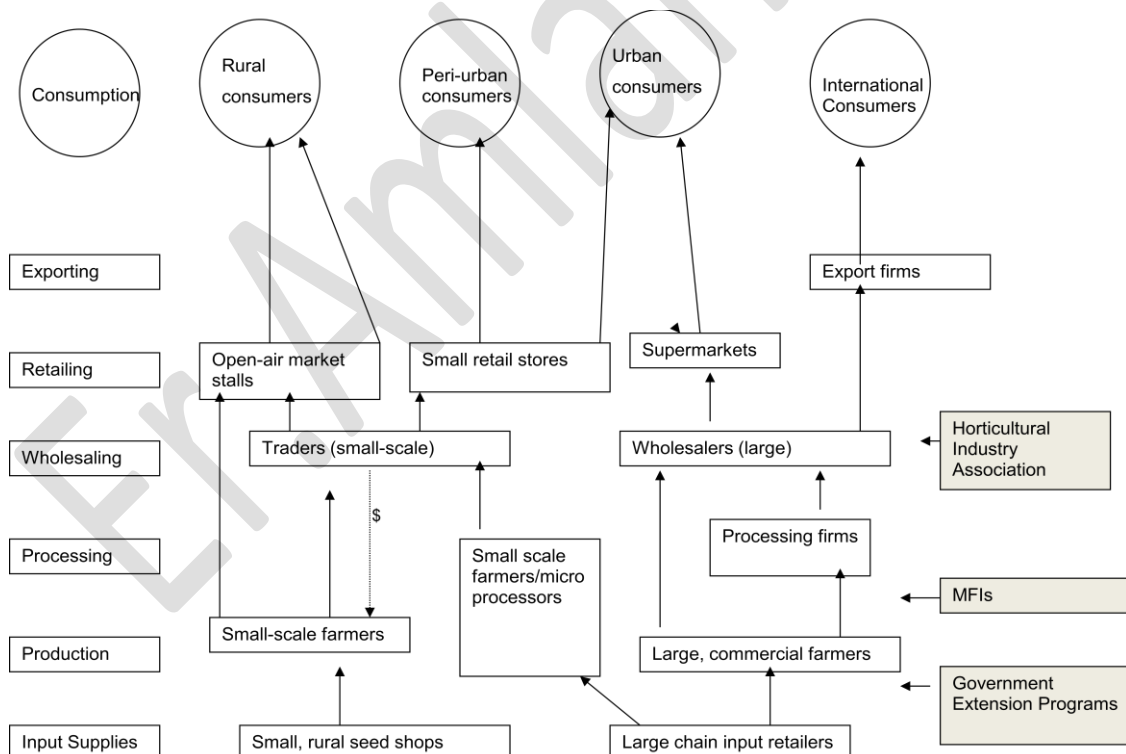 Consumption
Rural
consumers
Peri-urban
consumers
Urban
consumers
International
Consumers
Exporting
Export firms
Retailing
Open-air market
stalls
Small retail stores
Supermarkets
Wholesaling
Traders (small-scale)
Wholesalers (large)
Horticultural
Industry
Association
$
Processing
Small scale
farmers/micro
processors
Processing firms
MFIs
Production
Small-scale farmers
Large, commercial farmers
Government
Extension Programs
Input Supplies
Small, rural seed shops
Large chain input retailers